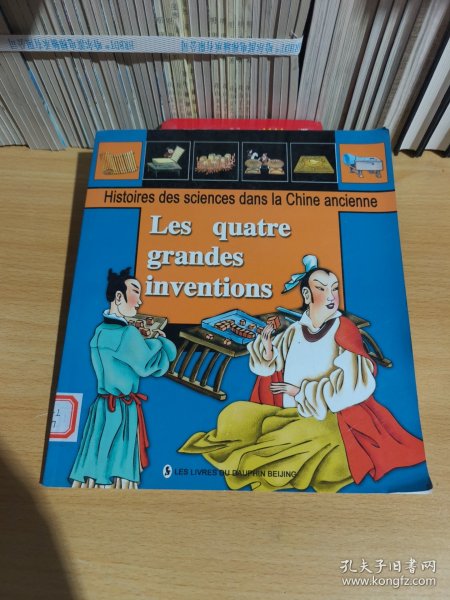 Histoires des sciences dans la Chine ancienne
Les quatre
grandes
inventions
LES LIVRES DU DAUPHIN BEIJING
孔夫子旧书网
www.kongfz.com